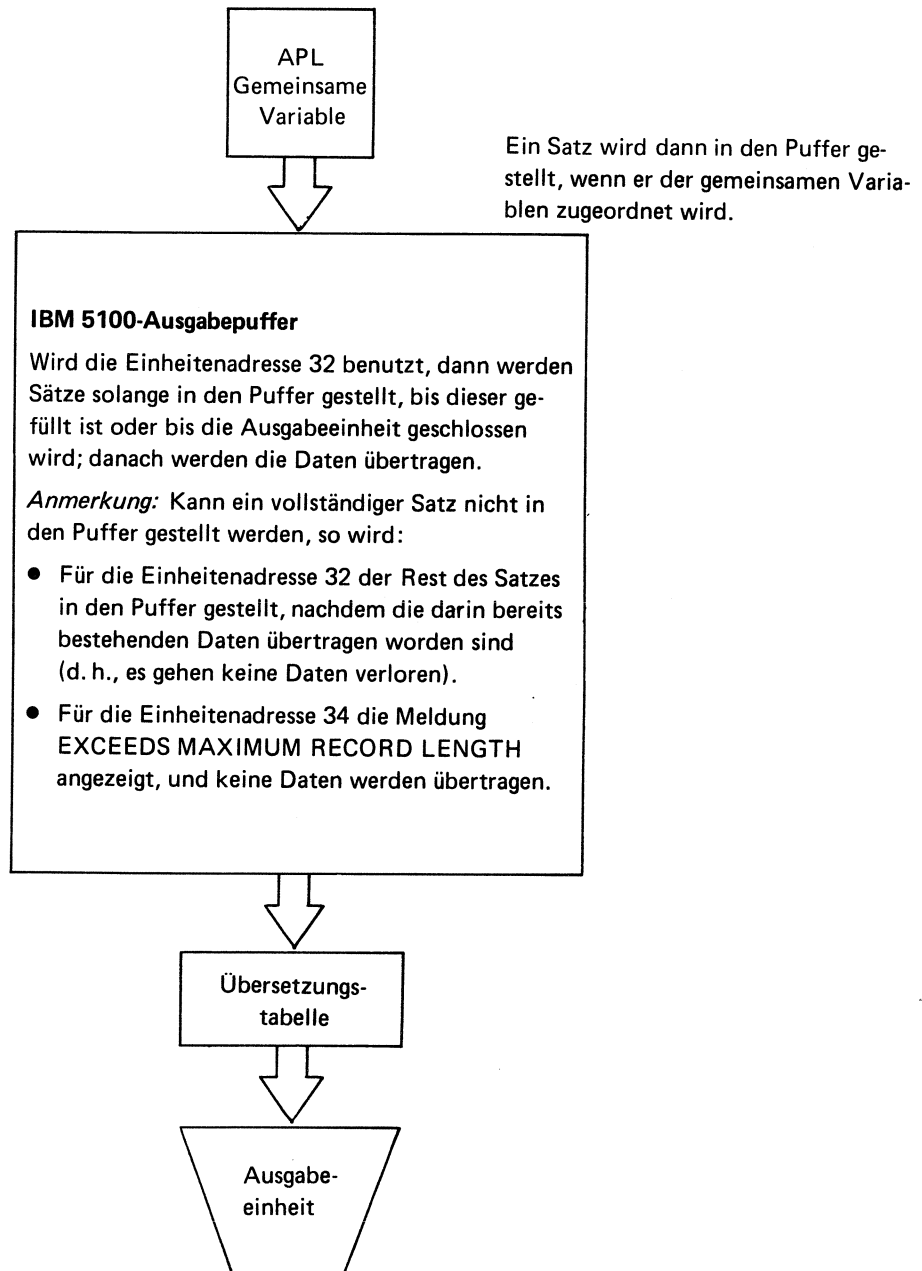 APL
Gemeinsame
Variable
Ein Satz wird dann in den Puffer ge-
stellt, wenn er der gemeinsamen Varia-
blen zugeordnet wird.
IBM 5100-Ausgabepuffer
Wird die Einheitenadresse 32 benutzt, dann werden
Sätze solange in den Puffer gestellt, bis dieser ge-
füllt ist oder bis die Ausgabeeinheit geschlossen
wird; danach werden die Daten übertragen.
Anmerkung: Kann ein vollständiger Satz nicht in
den Puffer gestellt werden, so wird:
● Für die Einheitenadresse 32 der Rest des Satzes
in den Puffer gestellt, nachdem die darin bereits
bestehenden Daten übertragen worden sind
(d. h., es gehen keine Daten verloren).
● Für die Einheitenadresse 34 die Meldung
EXCEEDS MAXIMUM RECORD LENGTH
angezeigt, und keine Daten werden übertragen.
Übersetzungs-
tabelle
Ausgabe-
einheit